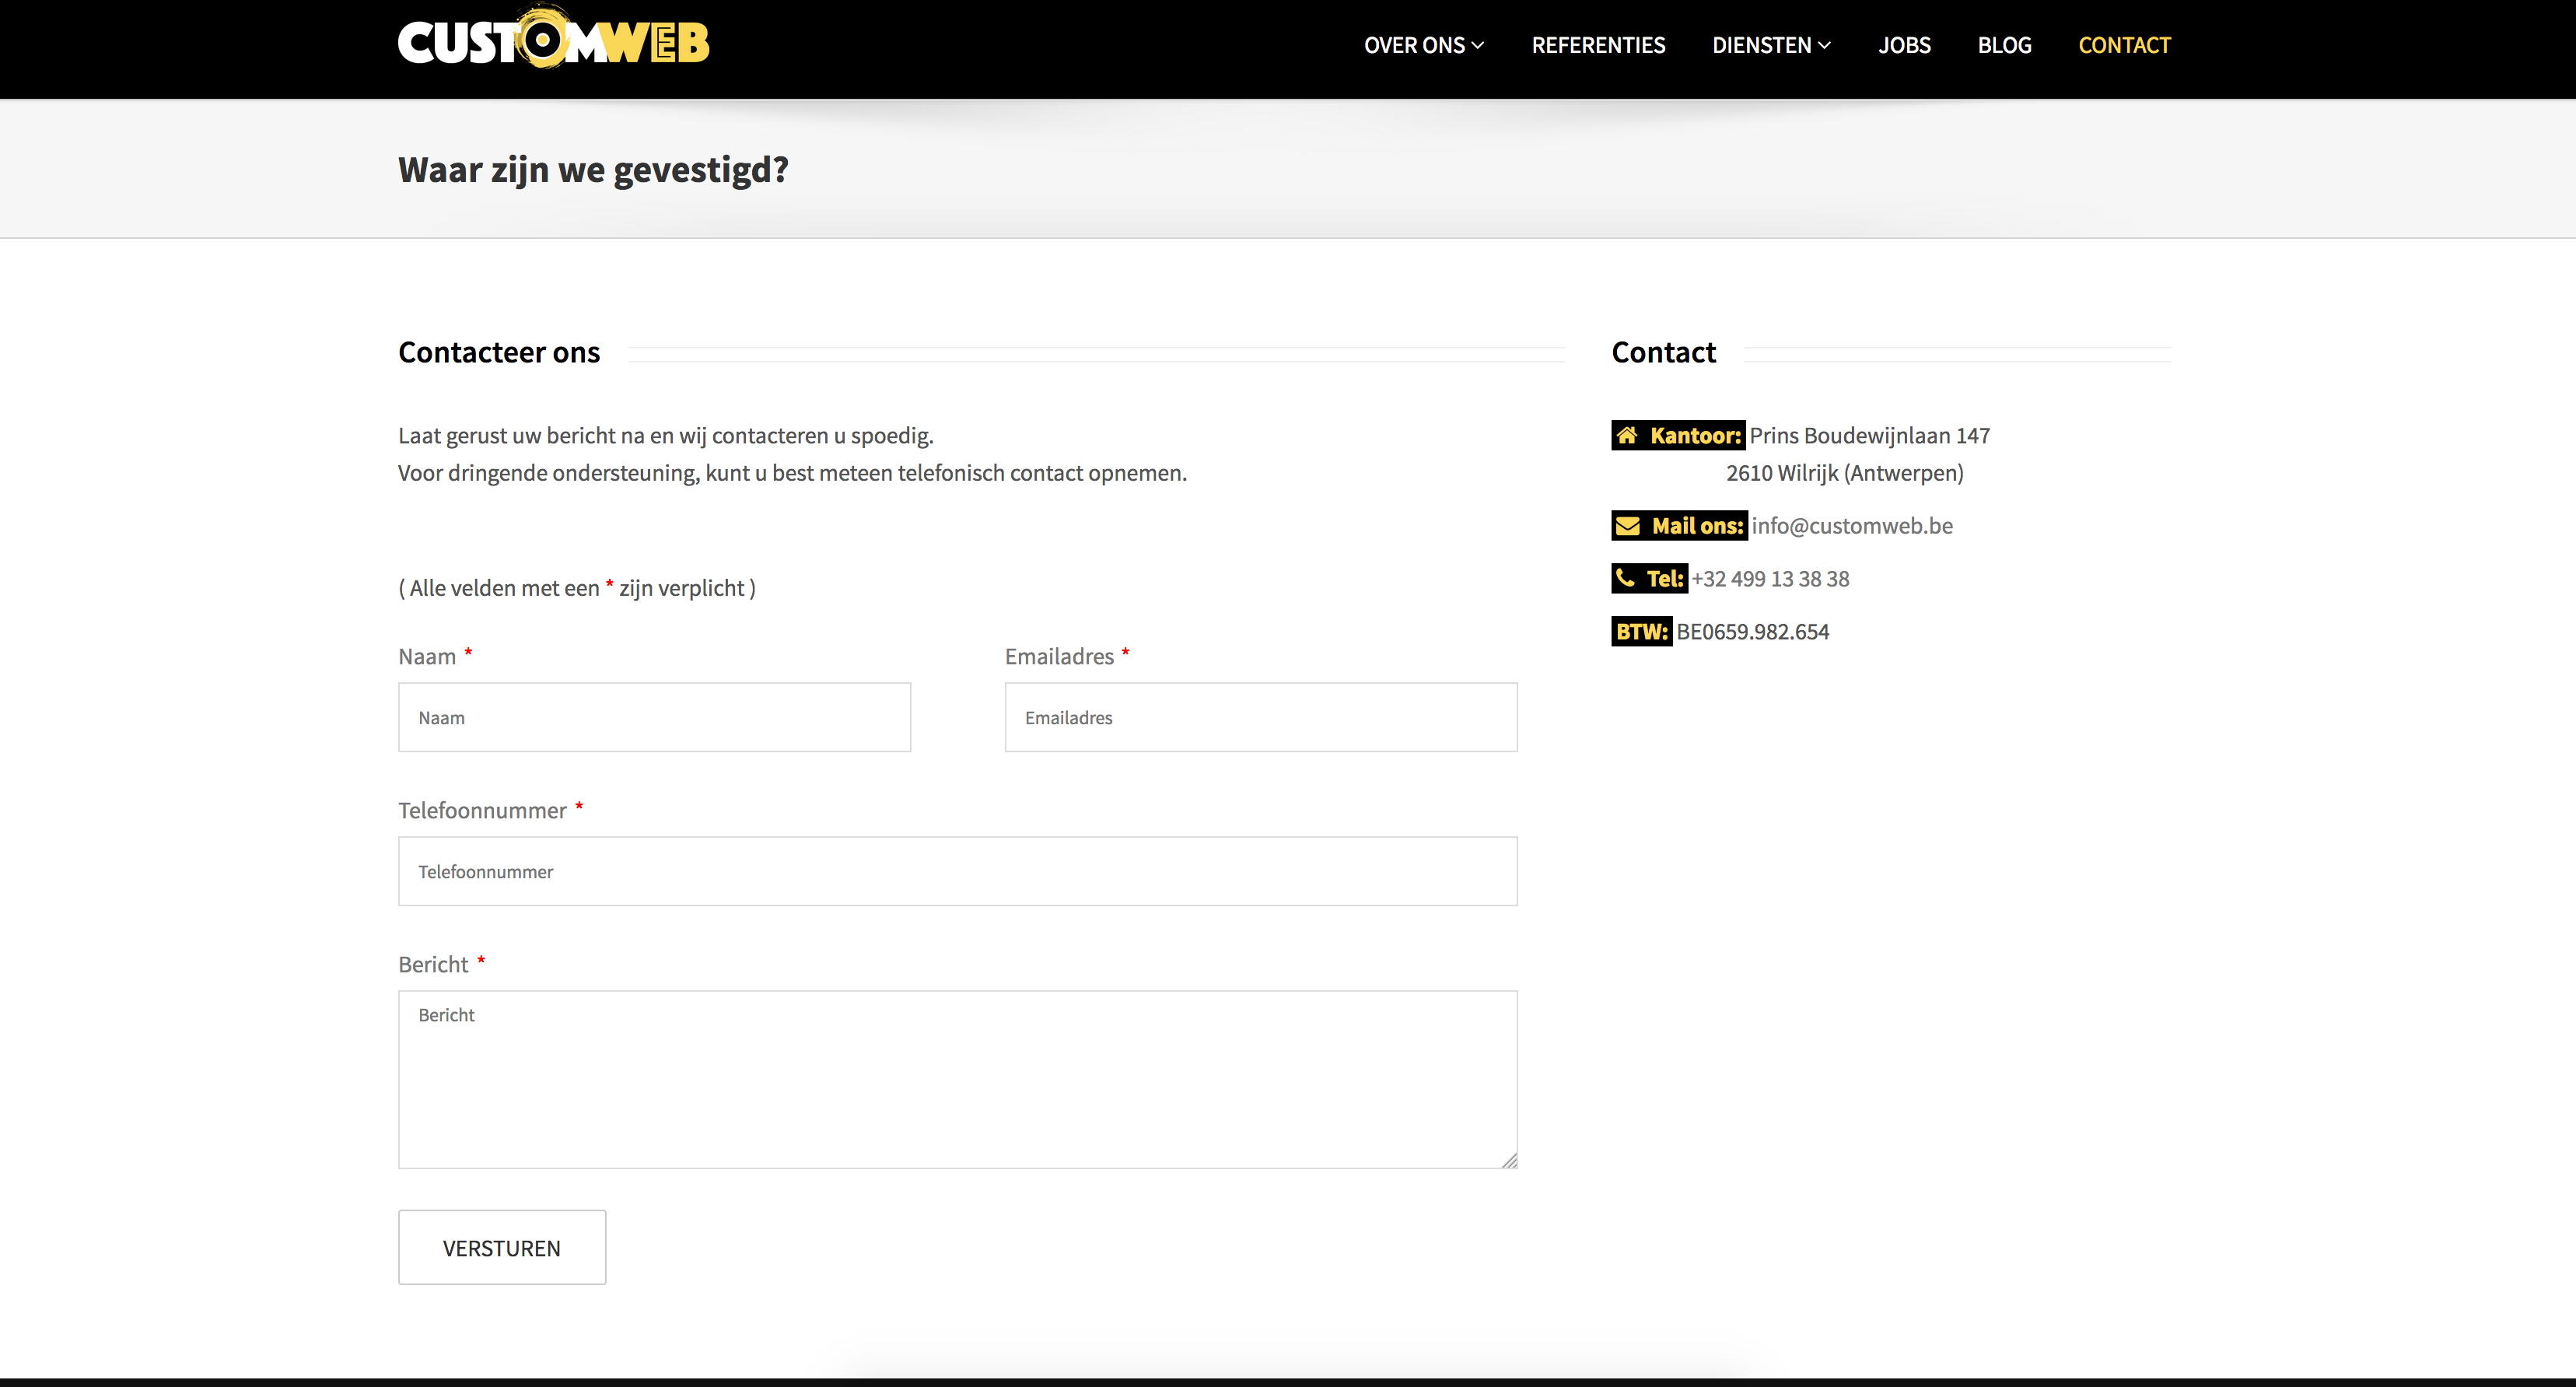 CUSTOMWEB
OVER ONS REFERENTIES DIENSTEN JOBS BLOG CONTACT
Waar zijn we gevestigd?
Contacteer ons
Laat gerust uw bericht na en wij contacteren u spoedig.
Voor dringende ondersteuning, kunt u best meteen telefonisch contact opnemen.
( Alle velden met een * zijn verplicht )
Naam * Emailadres *
Naam Emailadres
Telefoonnummer *
Telefoonnummer
Bericht *
Bericht
VERSTUREN
Contact
Kantoor: Prins Boudewijnlaan 147
2610 Wilrijk (Antwerpen)
Mail ons: info@customweb.be
Tel: +32 499 13 38 38
BTW: BE0659.982.654